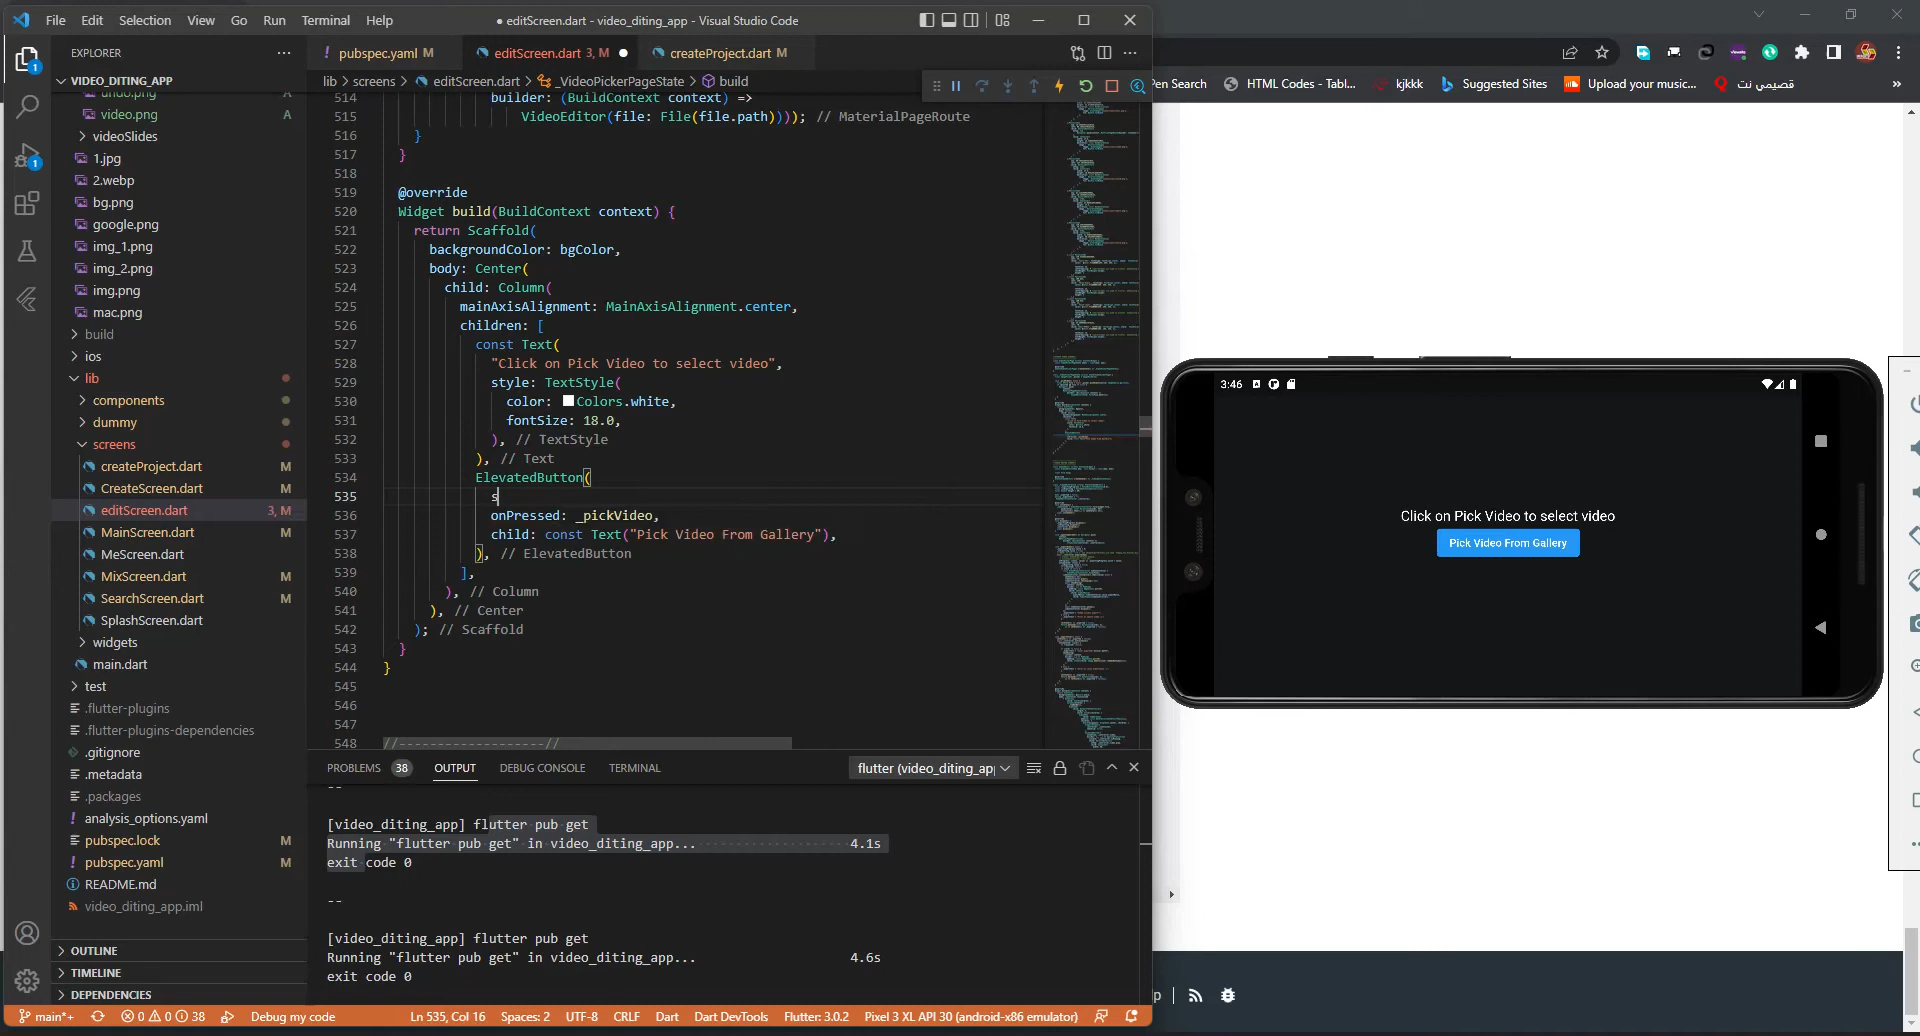 File Edit Selection View Go Run Terminal Help
● editScreen.dart - video_diting_app - Visual Studio Code
EXPLORER
VIDEO_DITING_APP
undo.png A
video.png A
videoSlides
1.jpg
2.webp
bg.png
google.png
img_1.png
img_2.png
img.png
mac.png
build
ios
lib
components
dummy
screens
createProject.dart M
CreateScreen.dart M
editScreen.dart 3, M
MainScreen.dart M
MeScreen.dart
MixScreen.dart M
SearchScreen.dart M
SplashScreen.dart
widgets
main.dart
test
.flutter-plugins
.flutter-plugins-dependencies
.gitignore
.metadata
.packages
analysis_options.yaml
pubspec.lock M
pubspec.yaml M
README.md
video_diting_app.iml
OUTLINE
TIMELINE
DEPENDENCIES
pubspec.yaml M editScreen.dart 3, M createProject.dart M
lib > screens > editScreen.dart > _VideoPickerPageState > build
514 builder: (BuildContext context) =>
515 VideoEditor(file: File(file.path)))); // MaterialPageRoute
516 }
517 }
518
519 @override
520 Widget build(BuildContext context) {
521 return Scaffold(
522 backgroundColor: bgColor,
523 body: Center(
524 child: Column(
525 mainAxisAlignment: MainAxisAlignment.center,
526 children: [
527 const Text(
528 "Click on Pick Video to select video",
529 style: TextStyle(
530 color: Colors.white,
531 fontSize: 18.0,
532 ), // TextStyle
533 ), // Text
534 ElevatedButton(
535 s
536 onPressed: _pickVideo,
537 child: const Text("Pick Video From Gallery"),
538 ), // ElevatedButton
539 ],
540 ), // Column
541 ), // Center
542 ); // Scaffold
543 }
544 }
545
546
547
548 //-------------------//
PROBLEMS 38 OUTPUT DEBUG CONSOLE TERMINAL
flutter (video_diting_ap
--
[video_diting_app] flutter pub get
Running "flutter pub get" in video_diting_app... 4.1s
exit code 0
--
[video_diting_app] flutter pub get
Running "flutter pub get" in video_diting_app... 4.6s
exit code 0
main*+ 0 0 38 Debug my code Ln 535, Col 16 Spaces: 2 UTF-8 CRLF Dart Dart DevTools Flutter: 3.0.2 Pixel 3 XL API 30 (android-x86 emulator)
1
1
Pen Search HTML Codes - Tabl... kjkkk Suggested Sites Upload your music... قصيمي نت »
3:46
Click on Pick Video to select video
Pick Video From Gallery
p